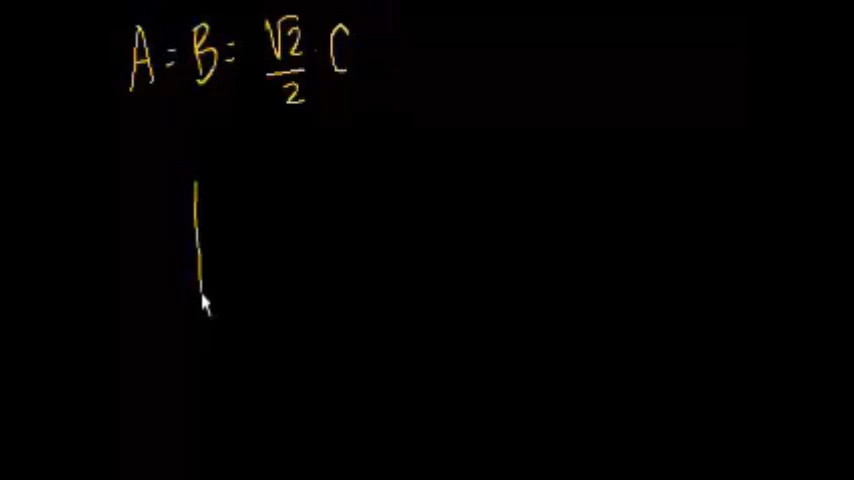 A = B = √2/2 · C